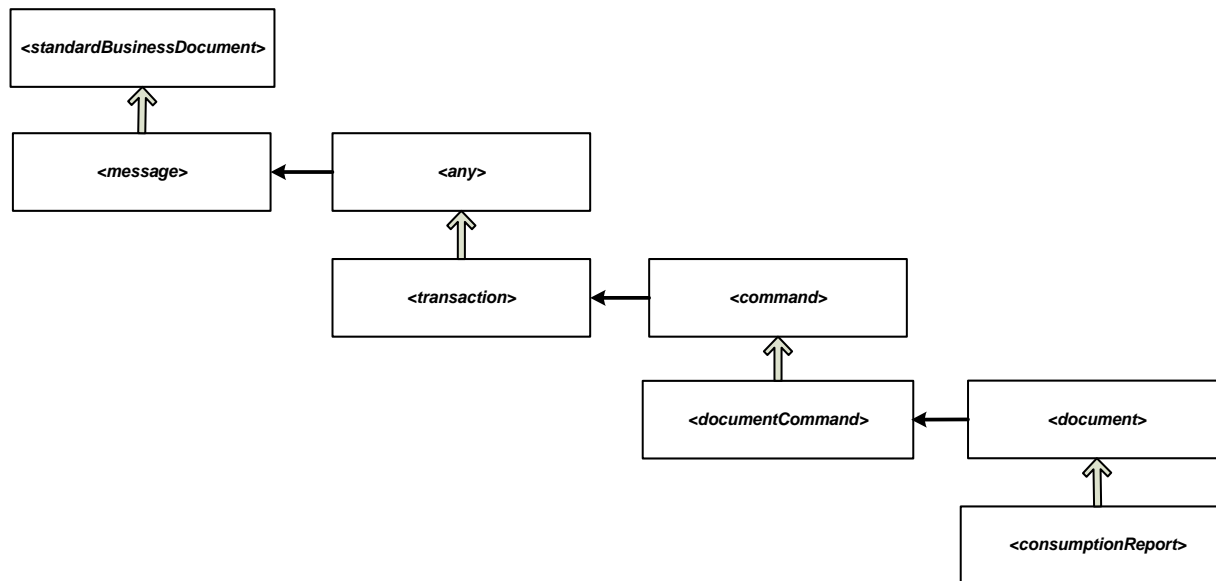 <standardBusinessDocument>
<message>
<any>
<transaction>
<command>
<documentCommand>
<document>
<consumptionReport>